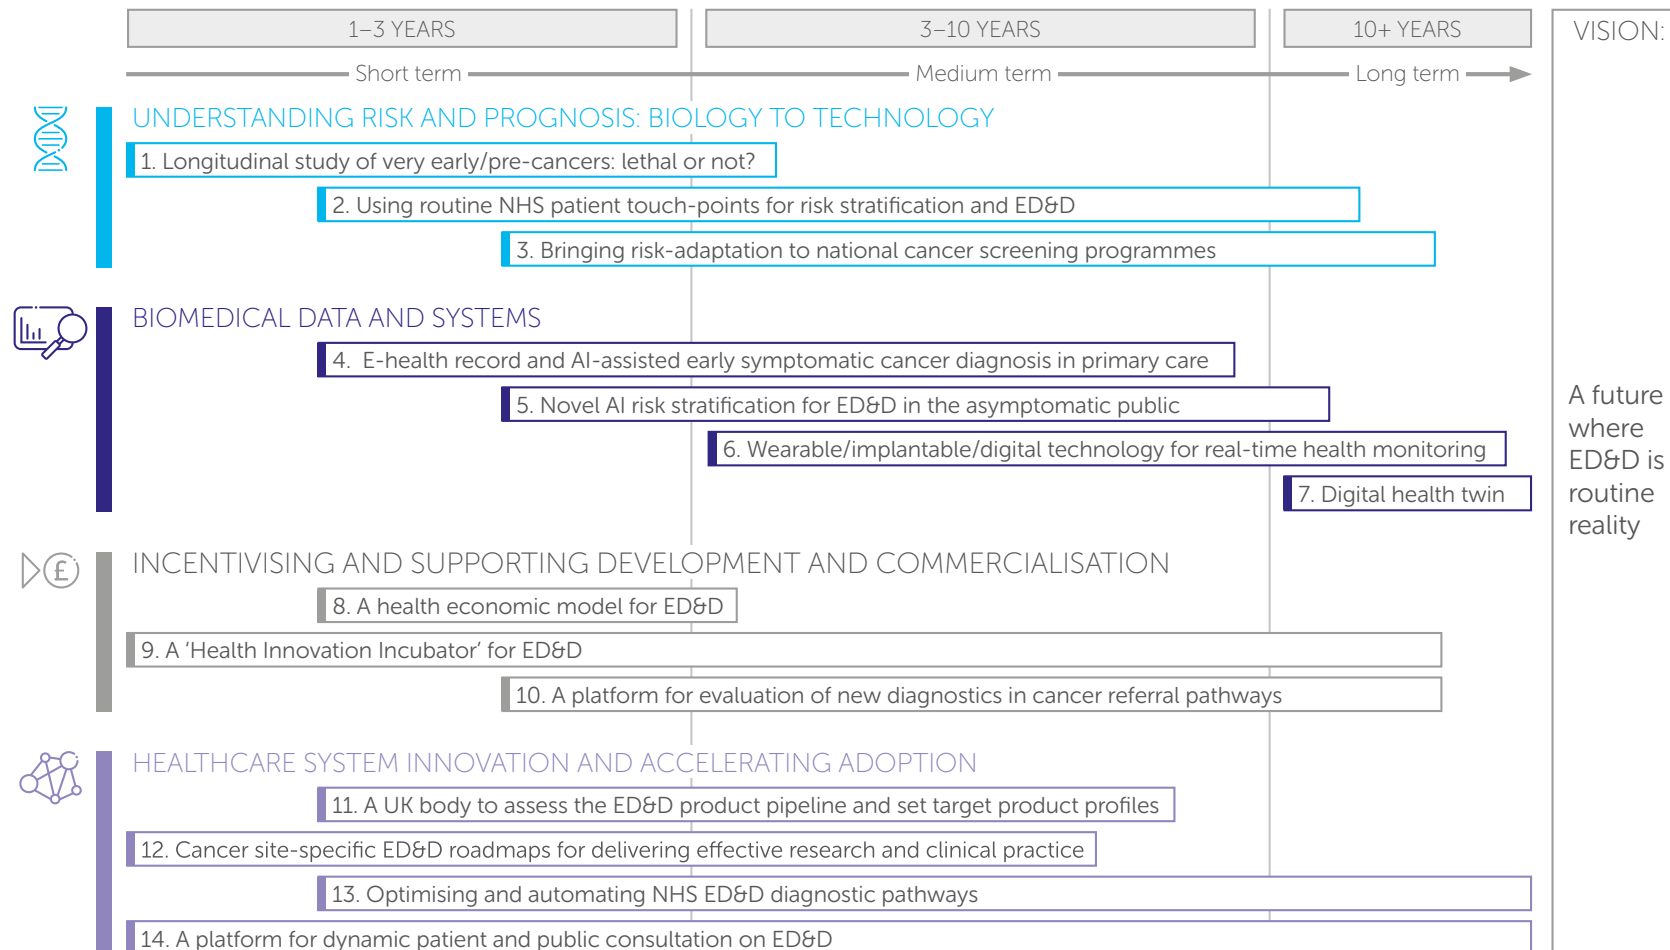 1–3 YEARS
3–10 YEARS
10+ YEARS
VISION:
Short term
Medium term
Long term
UNDERSTANDING RISK AND PROGNOSIS: BIOLOGY TO TECHNOLOGY
1. Longitudinal study of very early/pre-cancers: lethal or not?
2. Using routine NHS patient touch-points for risk stratification and ED&D
3. Bringing risk-adaptation to national cancer screening programmes
BIOMEDICAL DATA AND SYSTEMS
4. E-health record and AI-assisted early symptomatic cancer diagnosis in primary care
5. Novel AI risk stratification for ED&D in the asymptomatic public
6. Wearable/implantable/digital technology for real-time health monitoring
7. Digital health twin
A future
where
ED&D is
routine
reality
£
INCENTIVISING AND SUPPORTING DEVELOPMENT AND COMMERCIALISATION
8. A health economic model for ED&D
9. A ‘Health Innovation Incubator’ for ED&D
10. A platform for evaluation of new diagnostics in cancer referral pathways
HEALTHCARE SYSTEM INNOVATION AND ACCELERATING ADOPTION
11. A UK body to assess the ED&D product pipeline and set target product profiles
12. Cancer site-specific ED&D roadmaps for delivering effective research and clinical practice
13. Optimising and automating NHS ED&D diagnostic pathways
14. A platform for dynamic patient and public consultation on ED&D